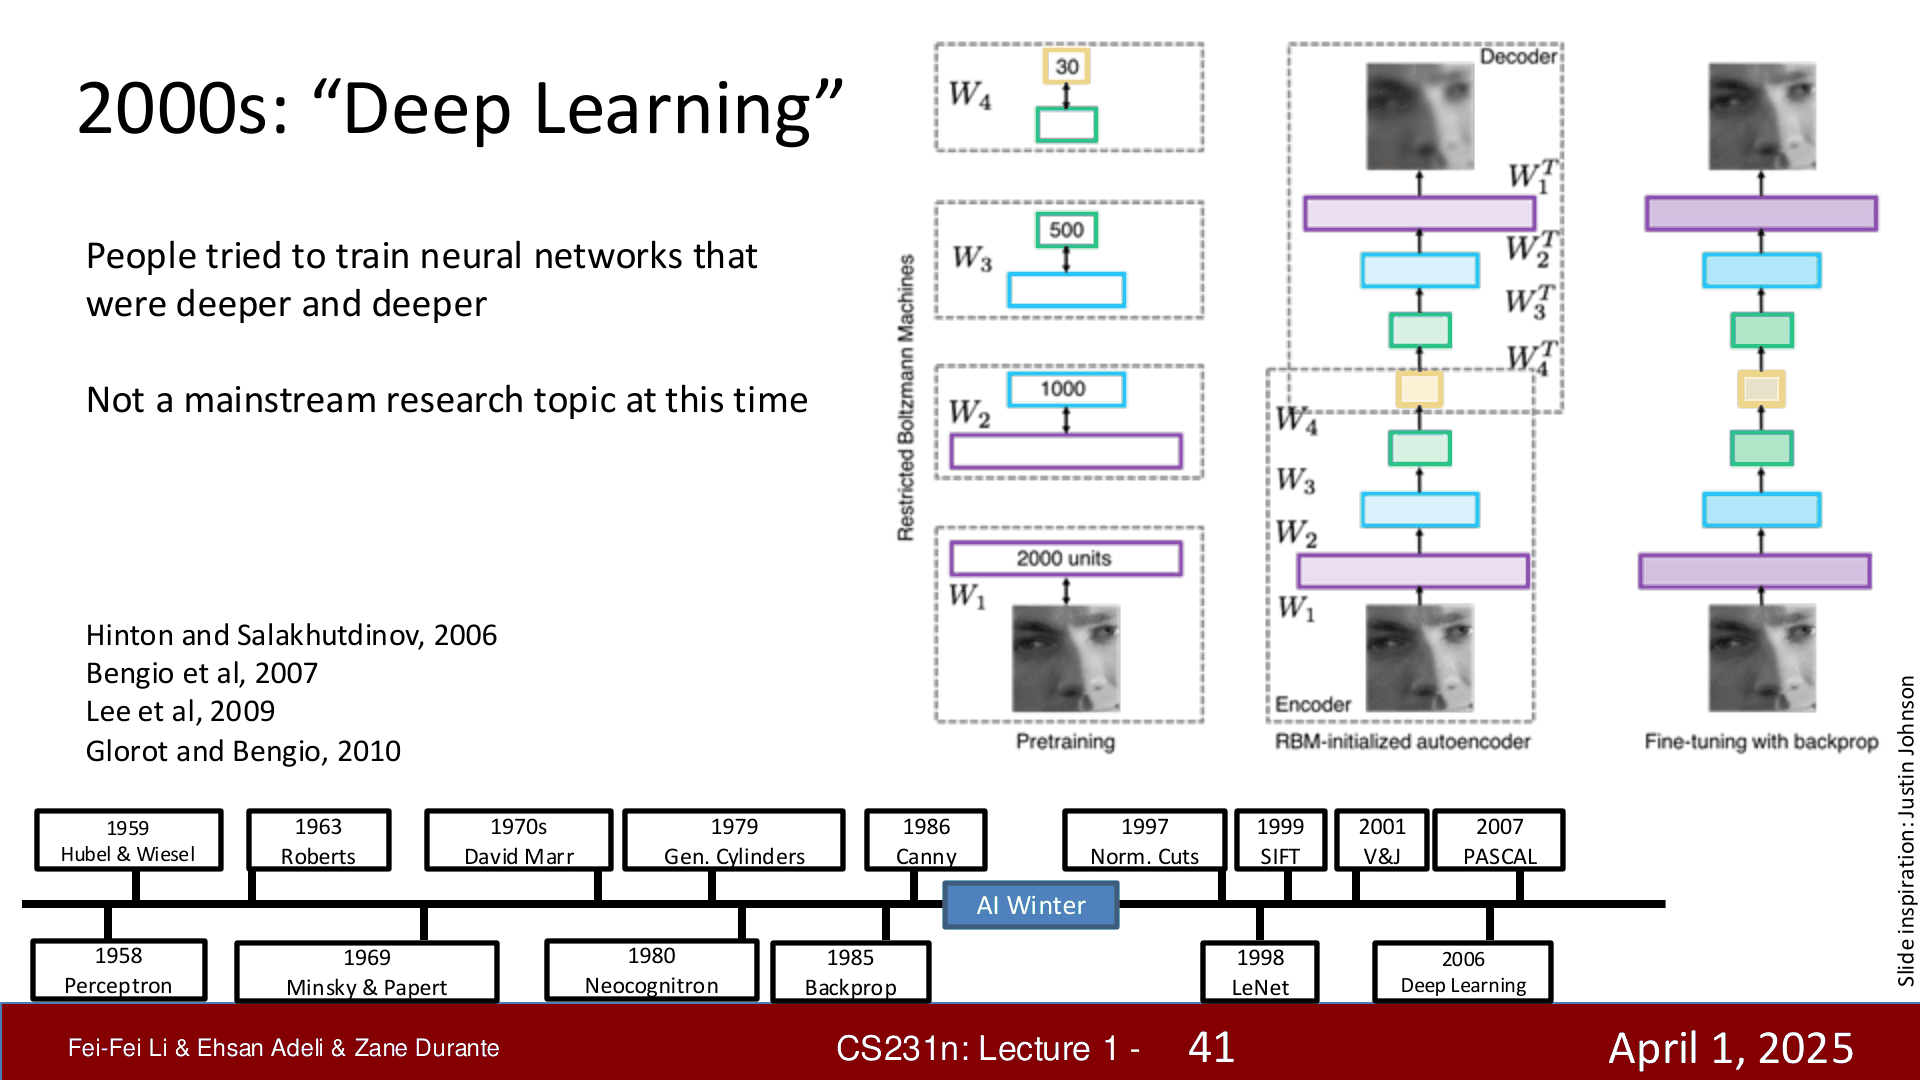 2000s: “Deep Learning”
People tried to train neural networks that
were deeper and deeper
Not a mainstream research topic at this time
Hinton and Salakhutdinov, 2006
Bengio et al, 2007
Lee et al, 2009
Glorot and Bengio, 2010
Restricted Boltzmann Machines
30
W4
500
W3
1000
W2
2000 units
W1
Pretraining
Decoder
W1^T
W2^T
W3^T
W4^T
W4
W3
W2
W1
Encoder
RBM-initialized autoencoder
Fine-tuning with backprop
Slide inspiration: Justin Johnson
1959
Hubel & Wiesel
1963
Roberts
1970s
David Marr
1979
Gen. Cylinders
1986
Canny
1997
Norm. Cuts
1999
SIFT
2001
V&J
2007
PASCAL
AI Winter
1958
Perceptron
1969
Minsky & Papert
1980
Neocognitron
1985
Backprop
1998
LeNet
2006
Deep Learning
Fei-Fei Li & Ehsan Adeli & Zane Durante
CS231n: Lecture 1 - 41
April 1, 2025